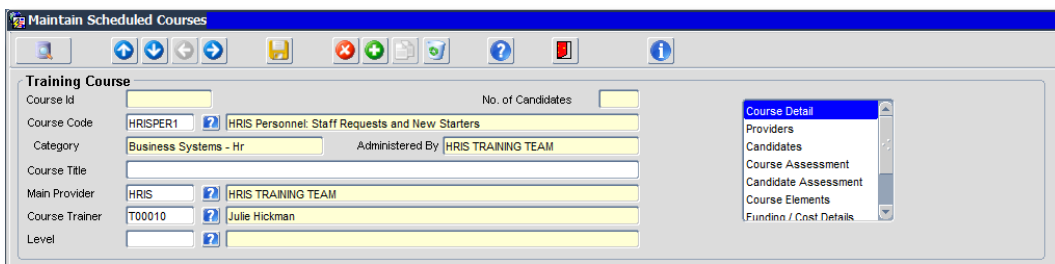 Maintain Scheduled Courses
Training Course
Course Id No. of Candidates
Course Code HRISPER1 HRIS Personnel: Staff Requests and New Starters
Category Business Systems - Hr Administered By HRIS TRAINING TEAM
Course Title
Main Provider HRIS HRIS TRAINING TEAM
Course Trainer T00010 Julie Hickman
Level
Course Detail
Providers
Candidates
Course Assessment
Candidate Assessment
Course Elements
Funding / Cost Details